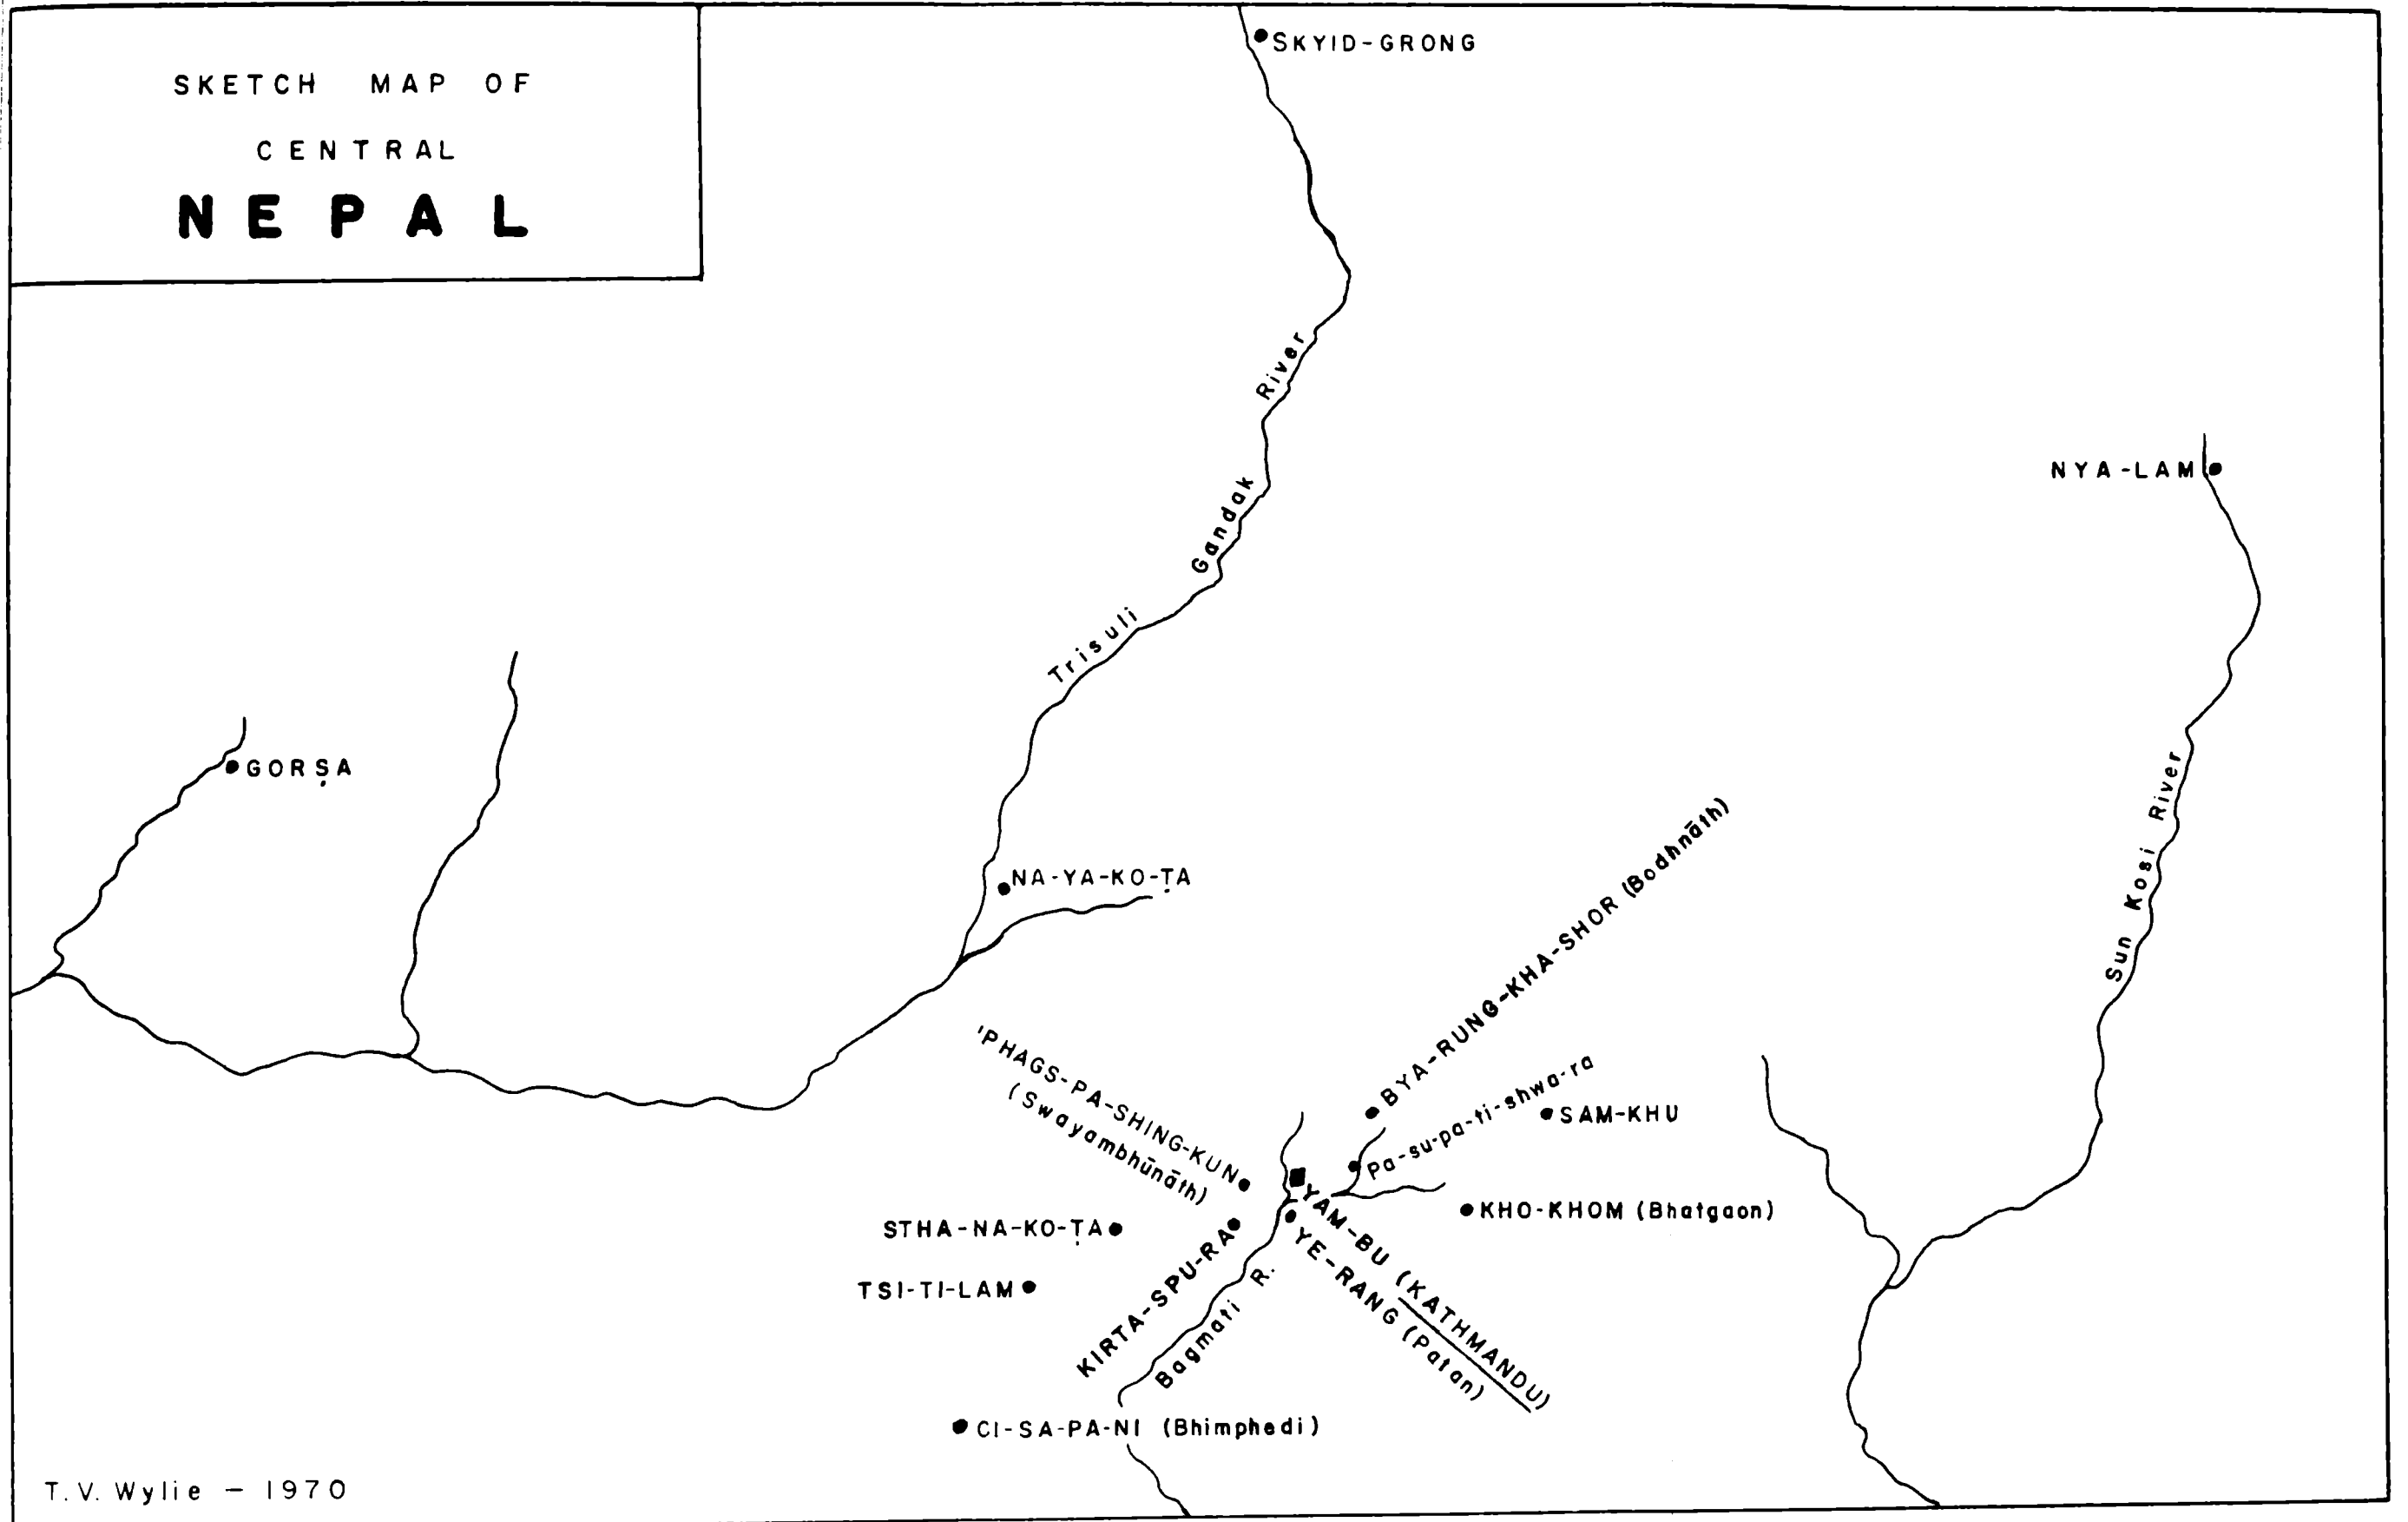 SKETCH MAP OF
CENTRAL
NEPAL
SKYID-GRONG
Trisuli Gandak River
NYA-LAM
Sun Kosi River
GORṢA
NA-YA-KO-ṬA
BYA-RUNG-KHA-SHOR (Bodhnāth)
'PHAGS-PA-SHING-KUN
(Swayambhūnāth)
Pa-su-pa-ti-shwa-ra
SAM-KHU
KHO-KHOM (Bhatgaon)
YAM-BU (KATHMANDU)
YE-RANG (Patan)
STHA-NA-KO-ṬA
KIRTA-SPU-RA
TSI-TI-LAM
Bagmati R.
CI-SA-PA-NI (Bhimphedi)
T.V. Wylie – 1970